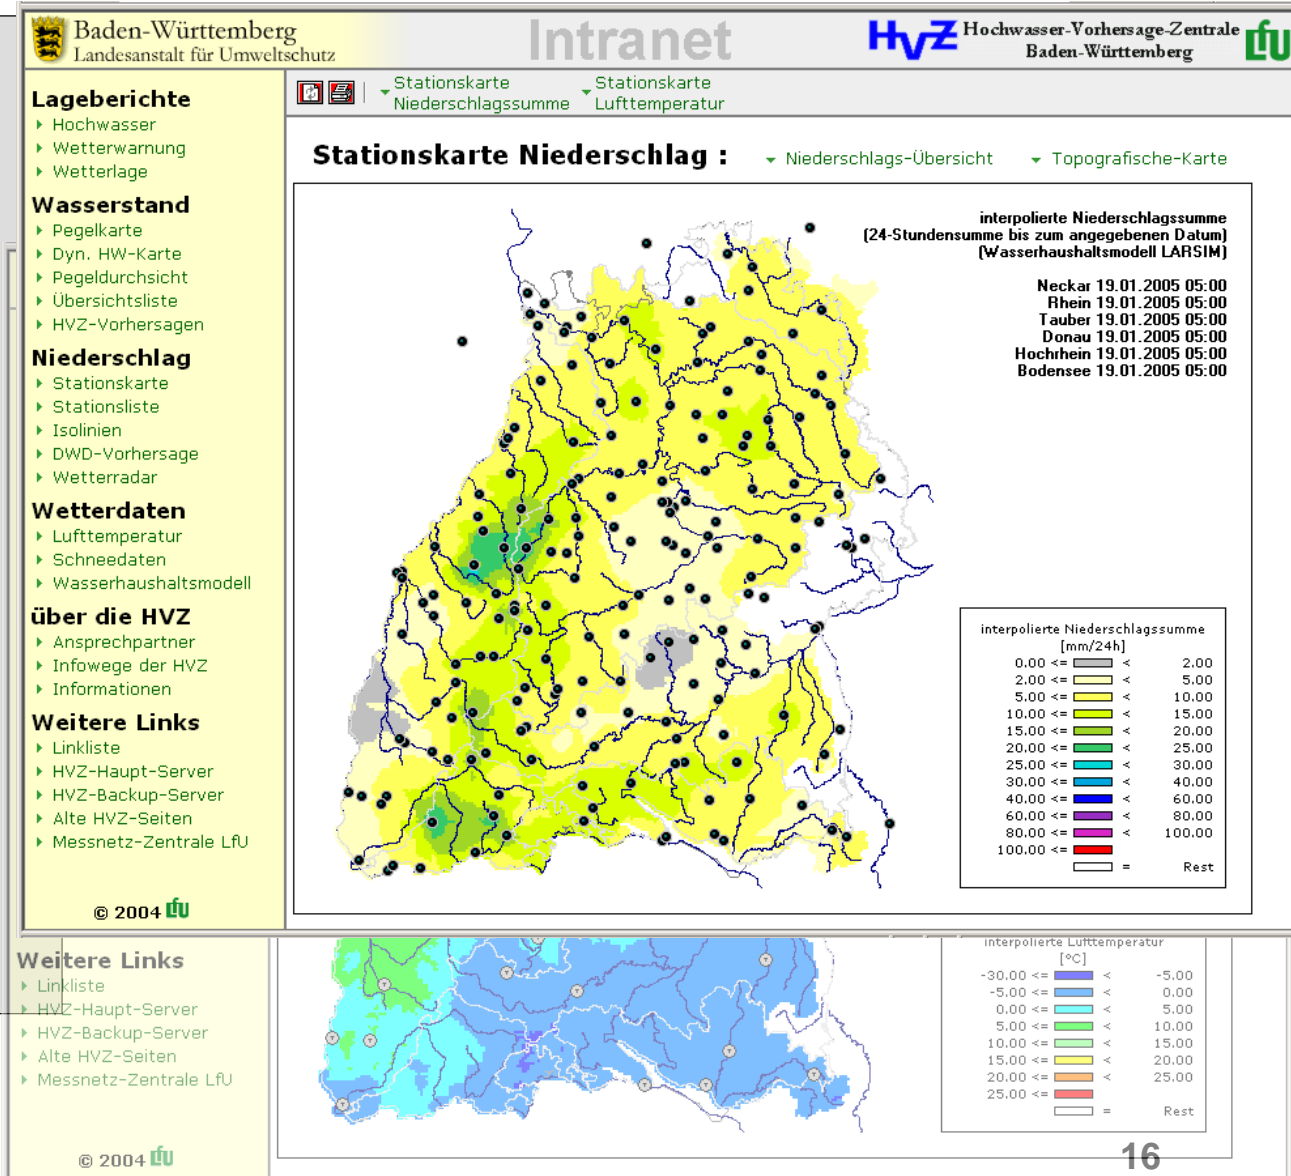 Baden-Württemberg
Landesanstalt für Umweltschutz
Intranet
HVZ Hochwasser-Vorhersage-Zentrale
Baden-Württemberg
LfU
Stationskarte
Niederschlagssumme
Stationskarte
Lufttemperatur
Lageberichte
Hochwasser
Wetterwarnung
Wetterlage
Wasserstand
Pegelkarte
Dyn. HW-Karte
Pegeldurchsicht
Übersichtsliste
HVZ-Vorhersagen
Niederschlag
Stationskarte
Stationsliste
Isolinien
DWD-Vorhersage
Wetterradar
Wetterdaten
Lufttemperatur
Schneedaten
Wasserhaushaltsmodell
über die HVZ
Ansprechpartner
Infowege der HVZ
Informationen
Weitere Links
Linkliste
HVZ-Haupt-Server
HVZ-Backup-Server
Alte HVZ-Seiten
Messnetz-Zentrale LfU
© 2004 LfU
Stationskarte Niederschlag :
Niederschlags-Übersicht
Topografische-Karte
interpolierte Niederschlagssumme
(24-Stundensumme bis zum angegebenen Datum)
(Wasserhaushaltsmodell LARSIM)
Neckar 19.01.2005 05:00
Rhein 19.01.2005 05:00
Tauber 19.01.2005 05:00
Donau 19.01.2005 05:00
Hochrhein 19.01.2005 05:00
Bodensee 19.01.2005 05:00
interpolierte Niederschlagssumme
[mm/24h]
0.00 <= < 2.00
2.00 <= < 5.00
5.00 <= < 10.00
10.00 <= < 15.00
15.00 <= < 20.00
20.00 <= < 25.00
25.00 <= < 30.00
30.00 <= < 40.00
40.00 <= < 60.00
60.00 <= < 80.00
80.00 <= < 100.00
100.00 <=
= Rest
Weitere Links
Linkliste
HVZ-Haupt-Server
HVZ-Backup-Server
Alte HVZ-Seiten
Messnetz-Zentrale LfU
© 2004 LfU
interpolierte Lufttemperatur
[°C]
-30.00 <= < -5.00
-5.00 <= < 0.00
0.00 <= < 5.00
5.00 <= < 10.00
10.00 <= < 15.00
15.00 <= < 20.00
20.00 <= < 25.00
25.00 <=
= Rest
16